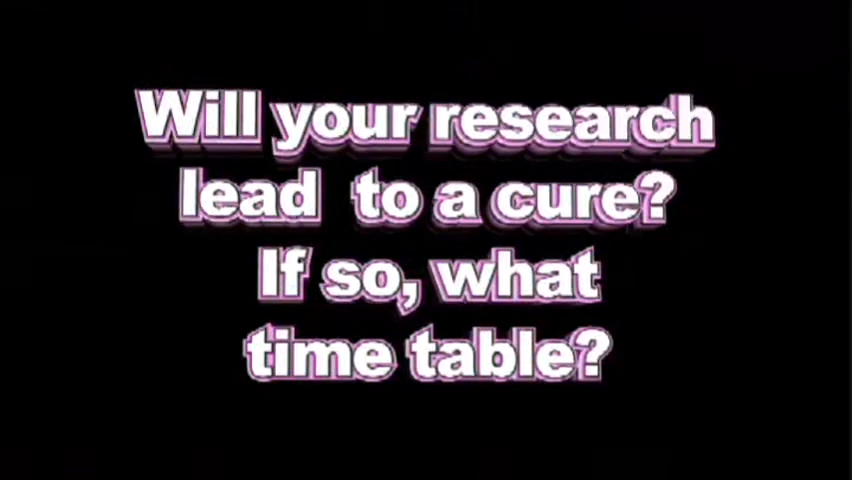 Will your research
lead to a cure?
If so, what
time table?